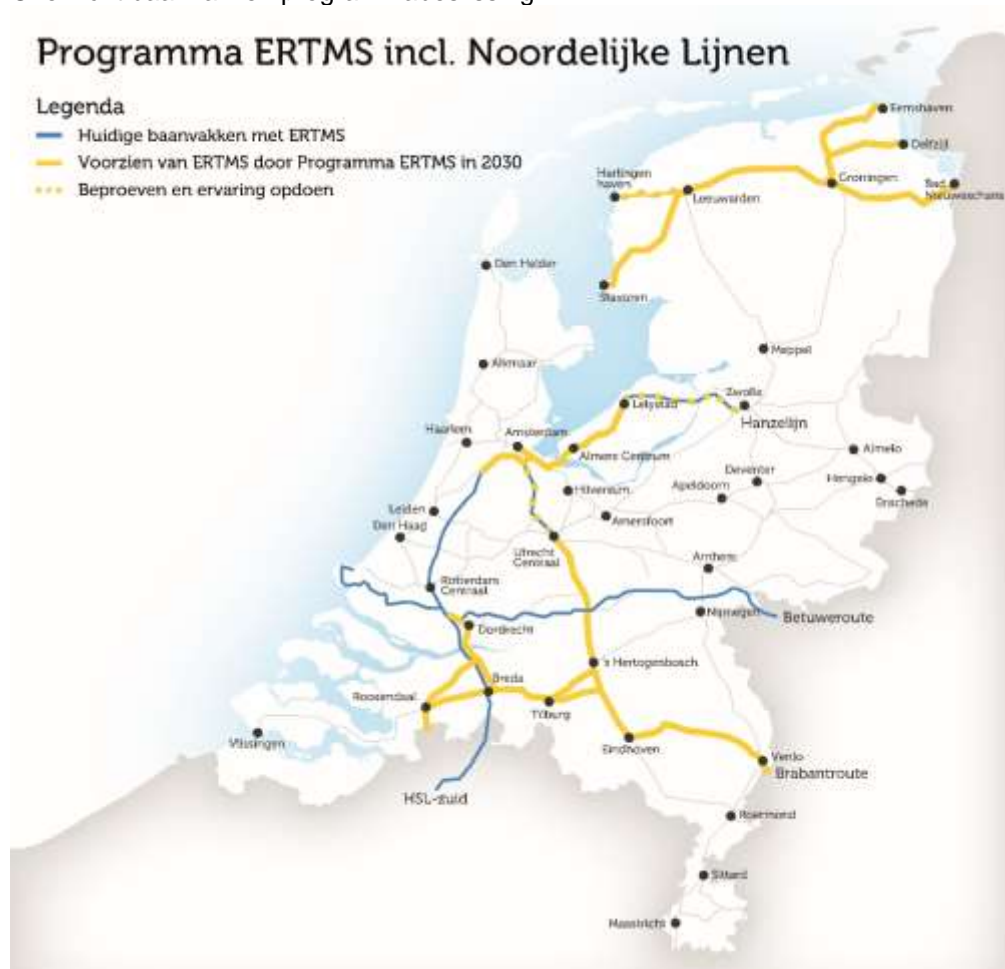 Programma ERTMS incl. Noordelijke Lijnen
Legenda
Huidige baanvakken met ERTMS
Voorzien van ERTMS door Programma ERTMS in 2030
Beproeven en ervaring opdoen
Eemshaven
Delfzijl
Harlingen
haven
Leeuwarden
Groningen
Bad
Nieuweschans
Stavoren
Den Helder
Alkmaar
Meppel
Lelystad
Zwolle
Hanzelijn
Haarlem
Amsterdam
Almere Centrum
Almelo
Hilversum
Apeldoorn
Deventer
Hengelo
Enschede
Leiden
Den Haag
Amersfoort
Utrecht
Centraal
Arnhem
Rotterdam
Centraal
Nijmegen
Betuweroute
Dordrecht
's Hertogenbosch
Roosendaal
Breda
Tilburg
Vlissingen
Eindhoven
Venlo
Brabantroute
HSL-zuid
Roermond
Sittard
Maastricht